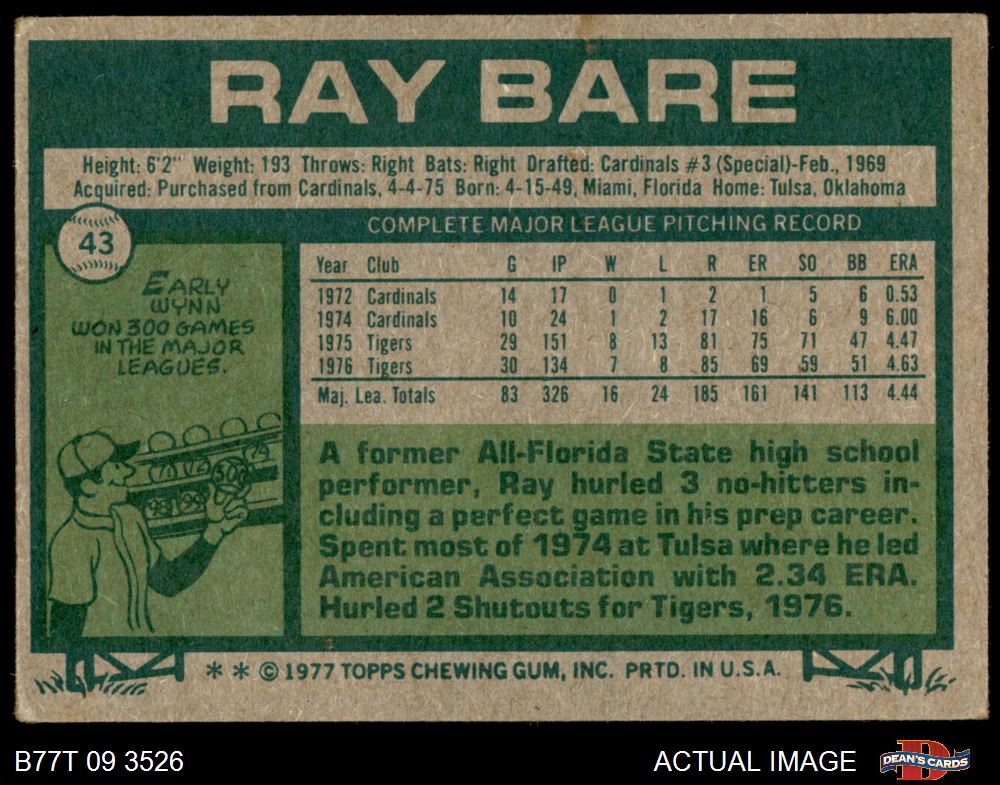 RAY BARE
Height: 6'2" Weight: 193 Throws: Right Bats: Right Drafted: Cardinals #3 (Special)-Feb., 1969
Acquired: Purchased from Cardinals, 4-4-75 Born: 4-15-49, Miami, Florida Home: Tulsa, Oklahoma
43
EARLY
WYNN
WON 300 GAMES
IN THE MAJOR
LEAGUES.
COMPLETE MAJOR LEAGUE PITCHING RECORD
Year Club G IP W L R ER SO BB ERA
1972 Cardinals 14 17 0 1 2 1 5 6 0.53
1974 Cardinals 10 24 1 2 17 16 6 9 6.00
1975 Tigers 29 151 8 13 81 75 71 47 4.47
1976 Tigers 30 134 7 8 85 69 59 51 4.63
Maj. Lea. Totals 83 326 16 24 185 161 141 113 4.44
A former All-Florida State high school
performer, Ray hurled 3 no-hitters in-
cluding a perfect game in his prep career.
Spent most of 1974 at Tulsa where he led
American Association with 2.34 ERA.
Hurled 2 Shutouts for Tigers, 1976.
* * © 1977 TOPPS CHEWING GUM, INC. PRTD. IN U.S.A.
B77T 09 3526
ACTUAL IMAGE
DEAN'S CARDS